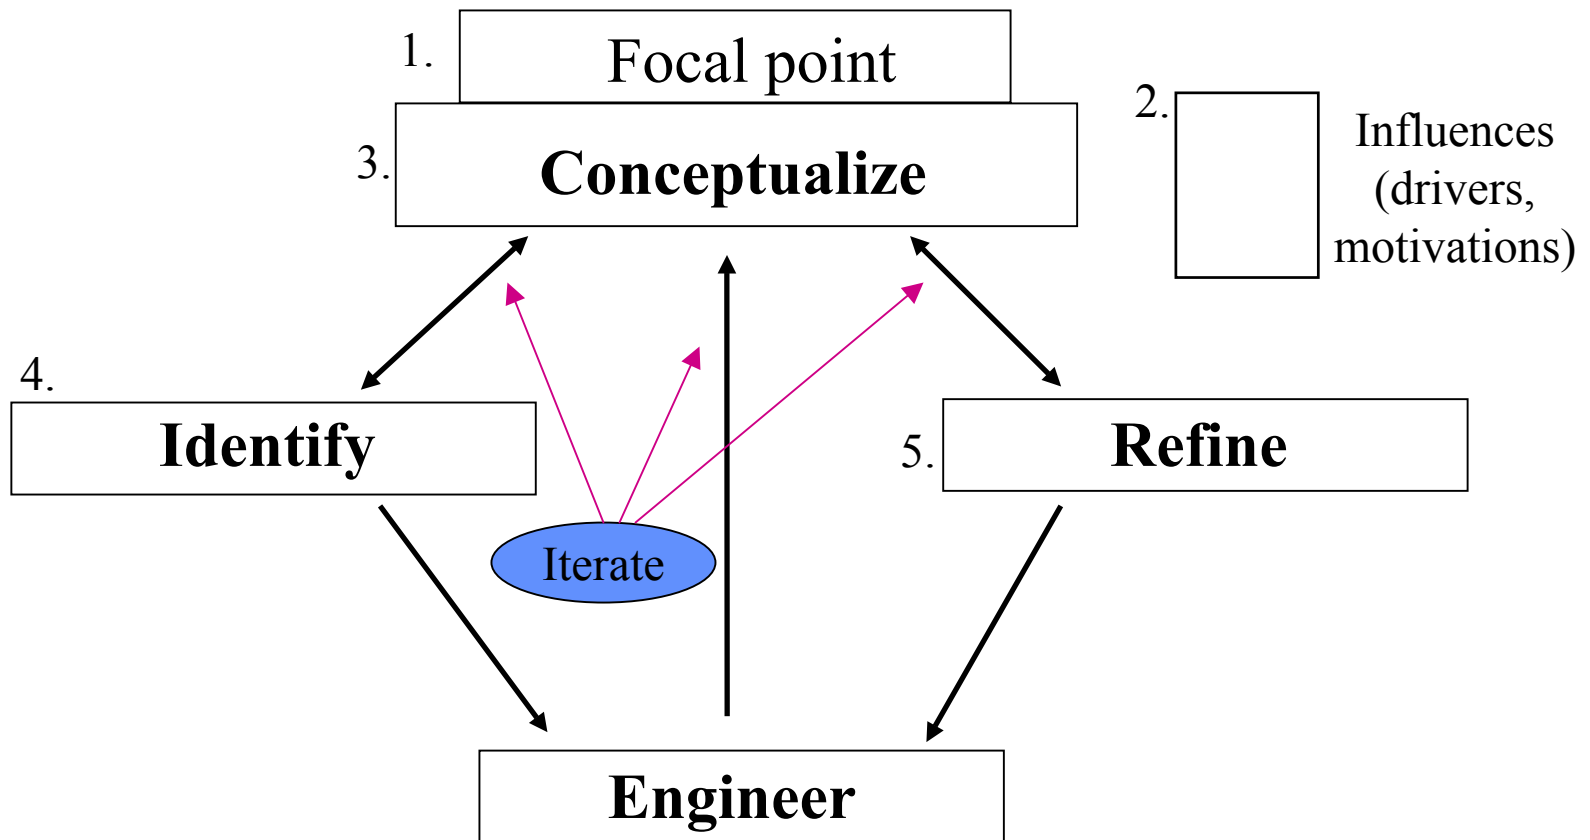 1.
Focal point
2.
Influences
(drivers,
motivations)
3.
Conceptualize
4.
Identify
5.
Refine
Iterate
Engineer